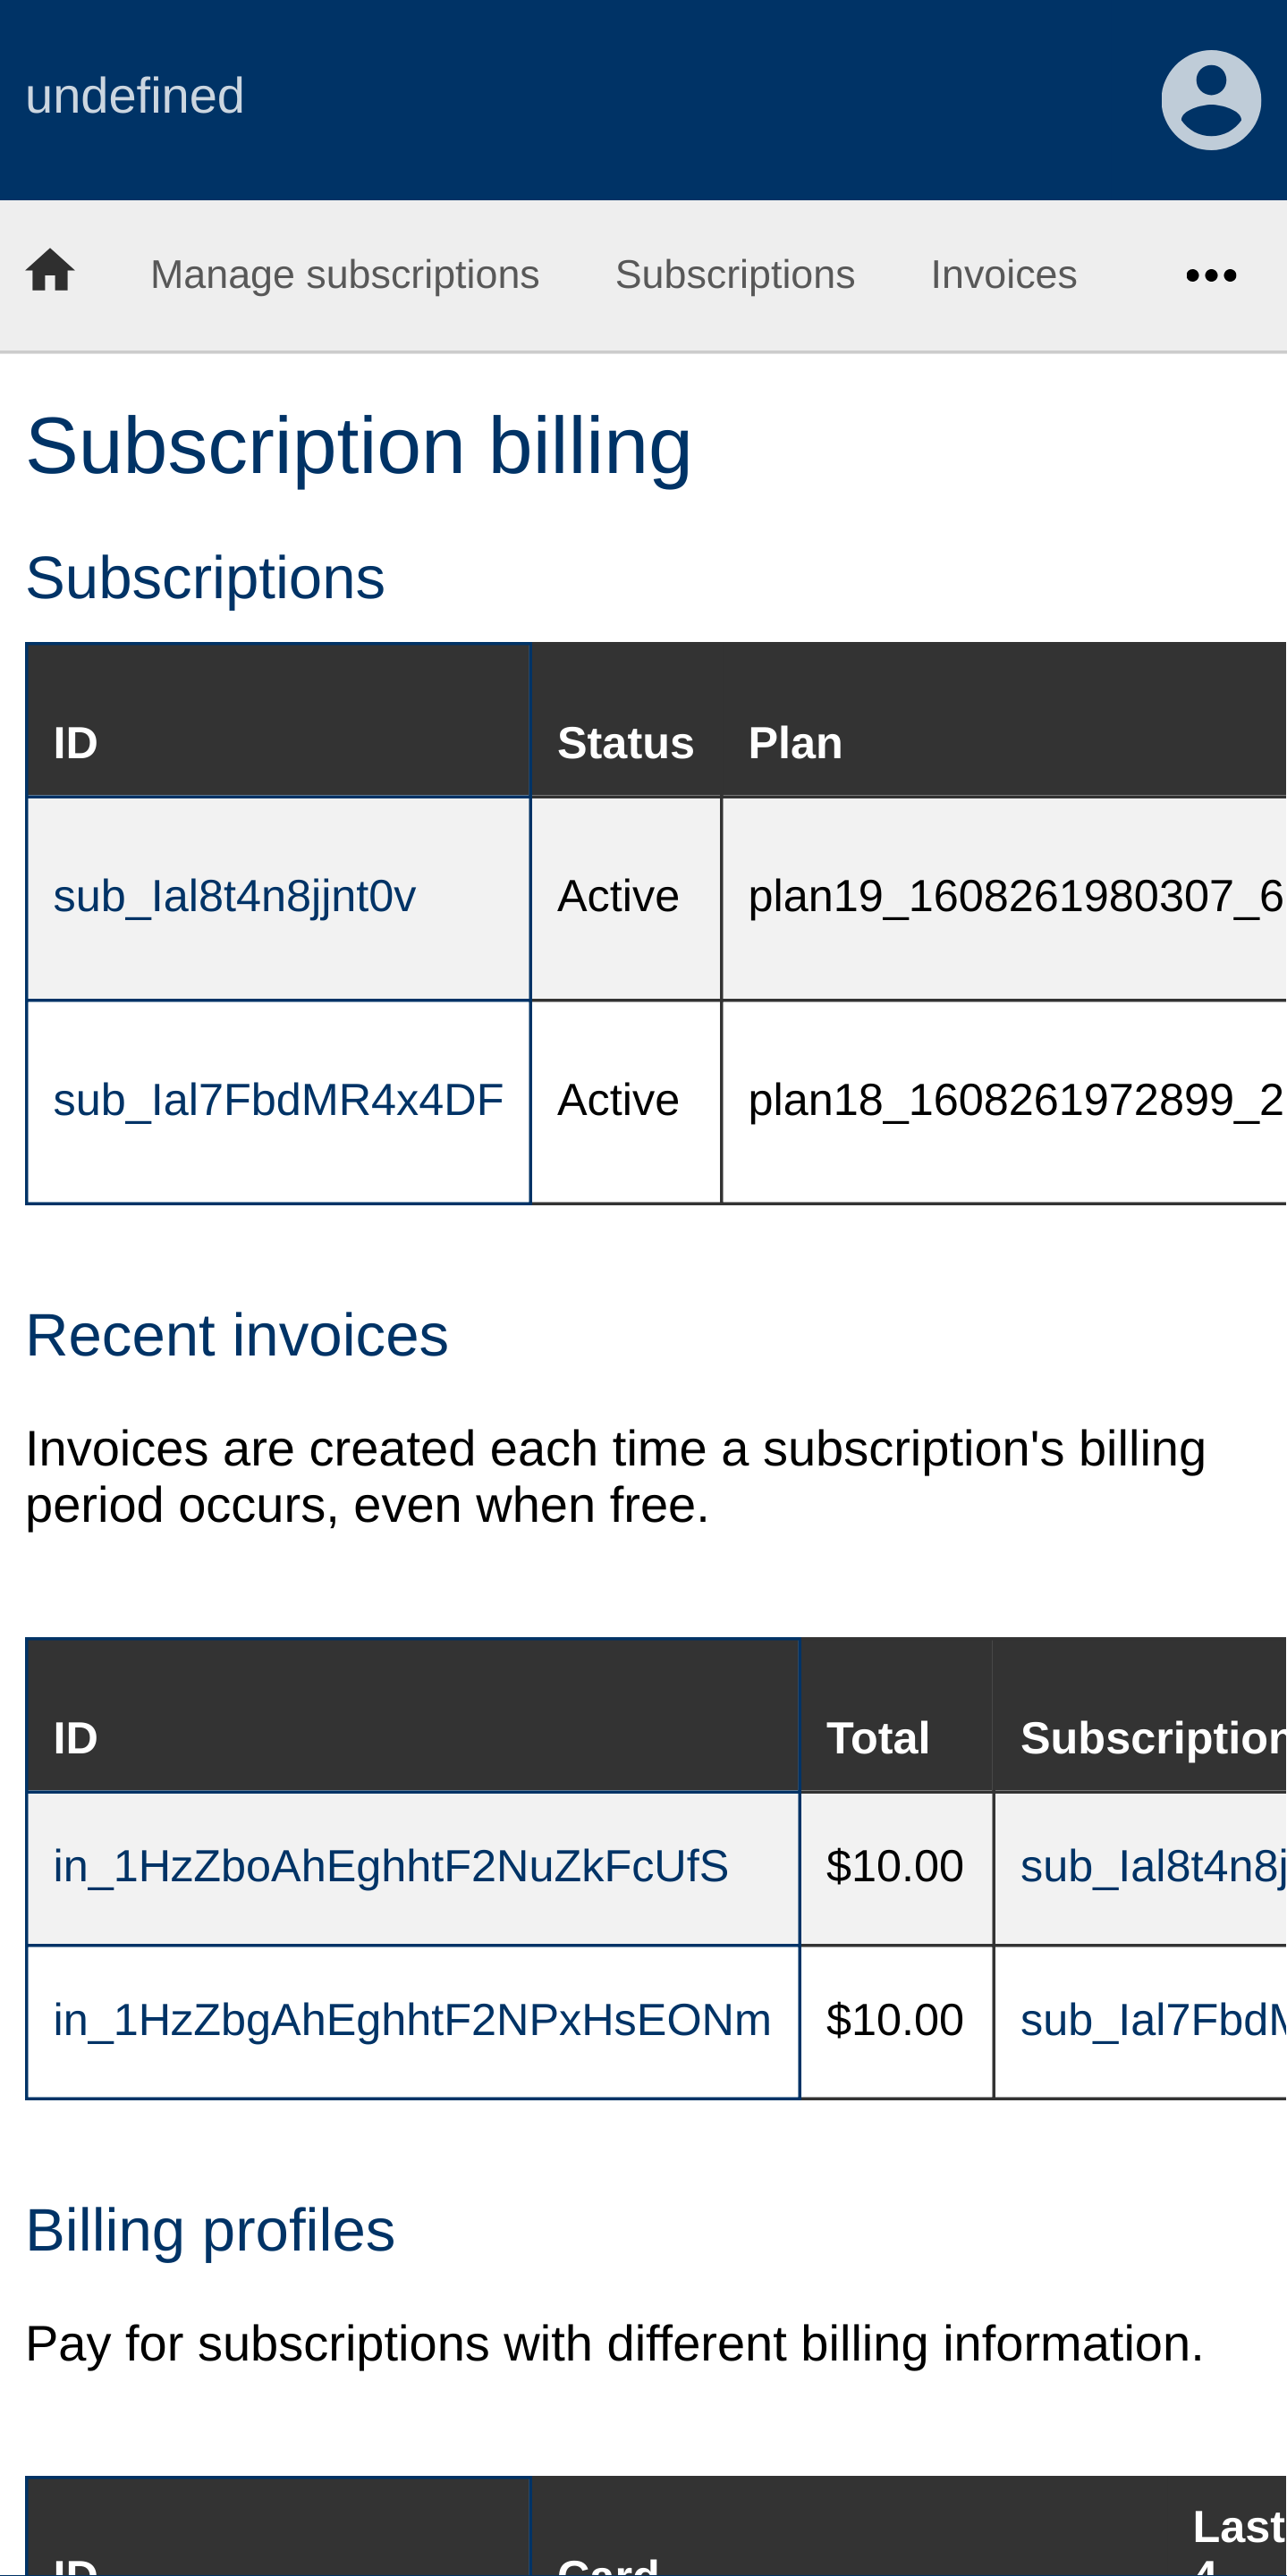 undefined
Manage subscriptions Subscriptions Invoices
Subscription billing
Subscriptions
ID Status Plan
sub_Ial8t4n8jjnt0v Active plan19_1608261980307_6
sub_Ial7FbdMR4x4DF Active plan18_1608261972899_2
Recent invoices
Invoices are created each time a subscription's billing
period occurs, even when free.
ID Total Subscription
in_1HzZboAhEghhtF2NuZkFcUfS $10.00 sub_Ial8t4n8j
in_1HzZbgAhEghhtF2NPxHsEONm $10.00 sub_Ial7FbdM
Billing profiles
Pay for subscriptions with different billing information.
Last
ID Card 4